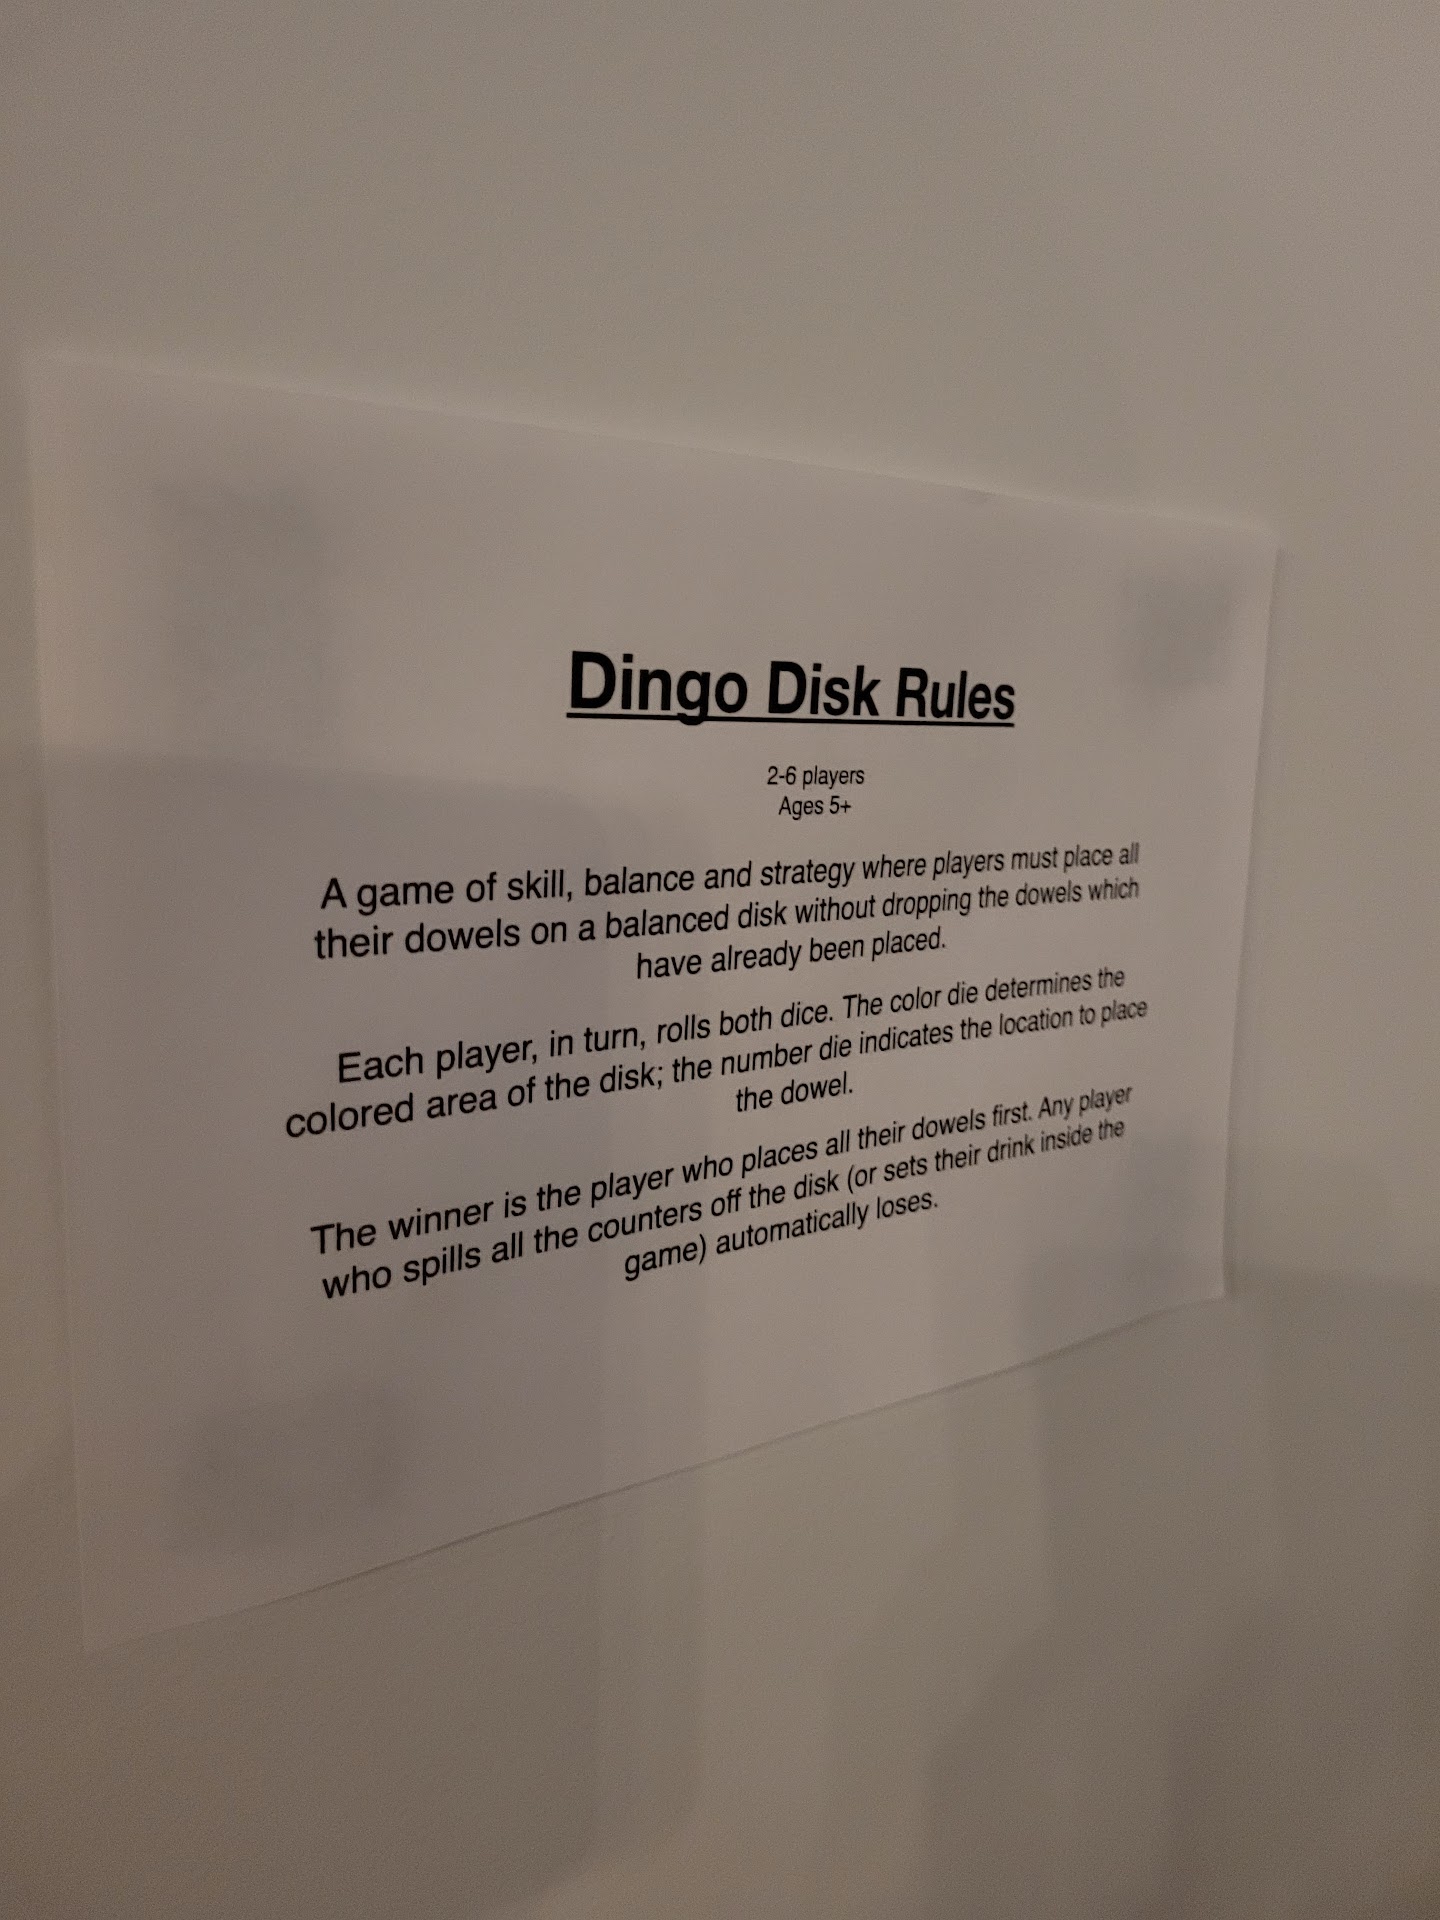 Dingo Disk Rules
2-6 players
Ages 5+
A game of skill, balance and strategy where players must place all
their dowels on a balanced disk without dropping the dowels which
have already been placed.
Each player, in turn, rolls both dice. The color die determines the
colored area of the disk; the number die indicates the location to place
the dowel.
The winner is the player who places all their dowels first. Any player
who spills all the counters off the disk (or sets their drink inside the
game) automatically loses.